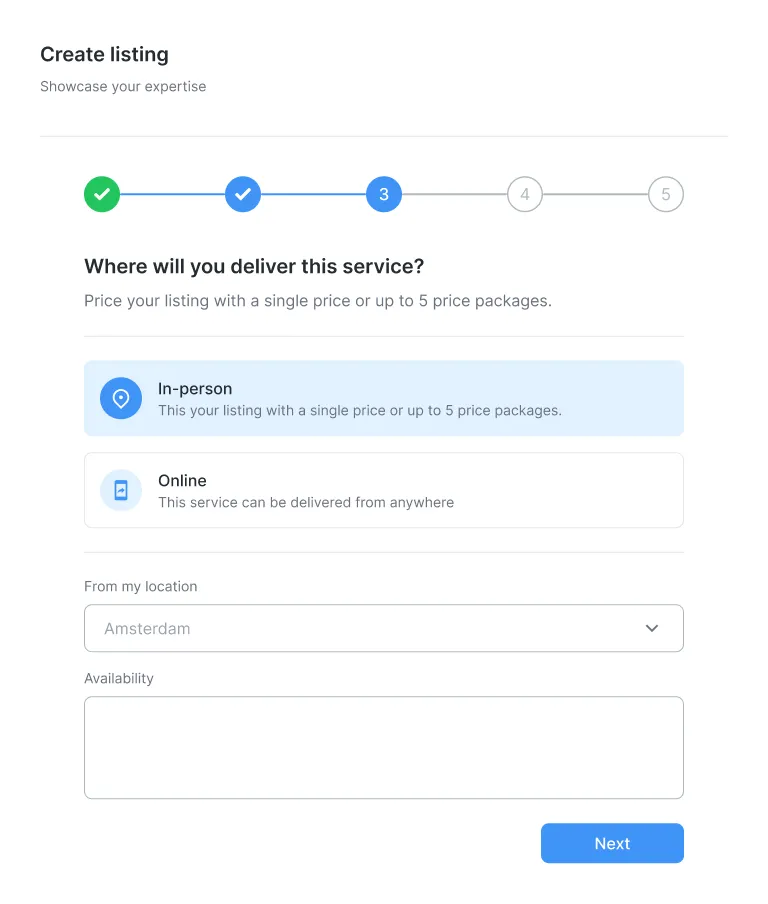 Create listing
Showcase your expertise
3
4
5
Where will you deliver this service?
Price your listing with a single price or up to 5 price packages.
In-person
This your listing with a single price or up to 5 price packages.
Online
This service can be delivered from anywhere
From my location
Amsterdam
Availability
Next